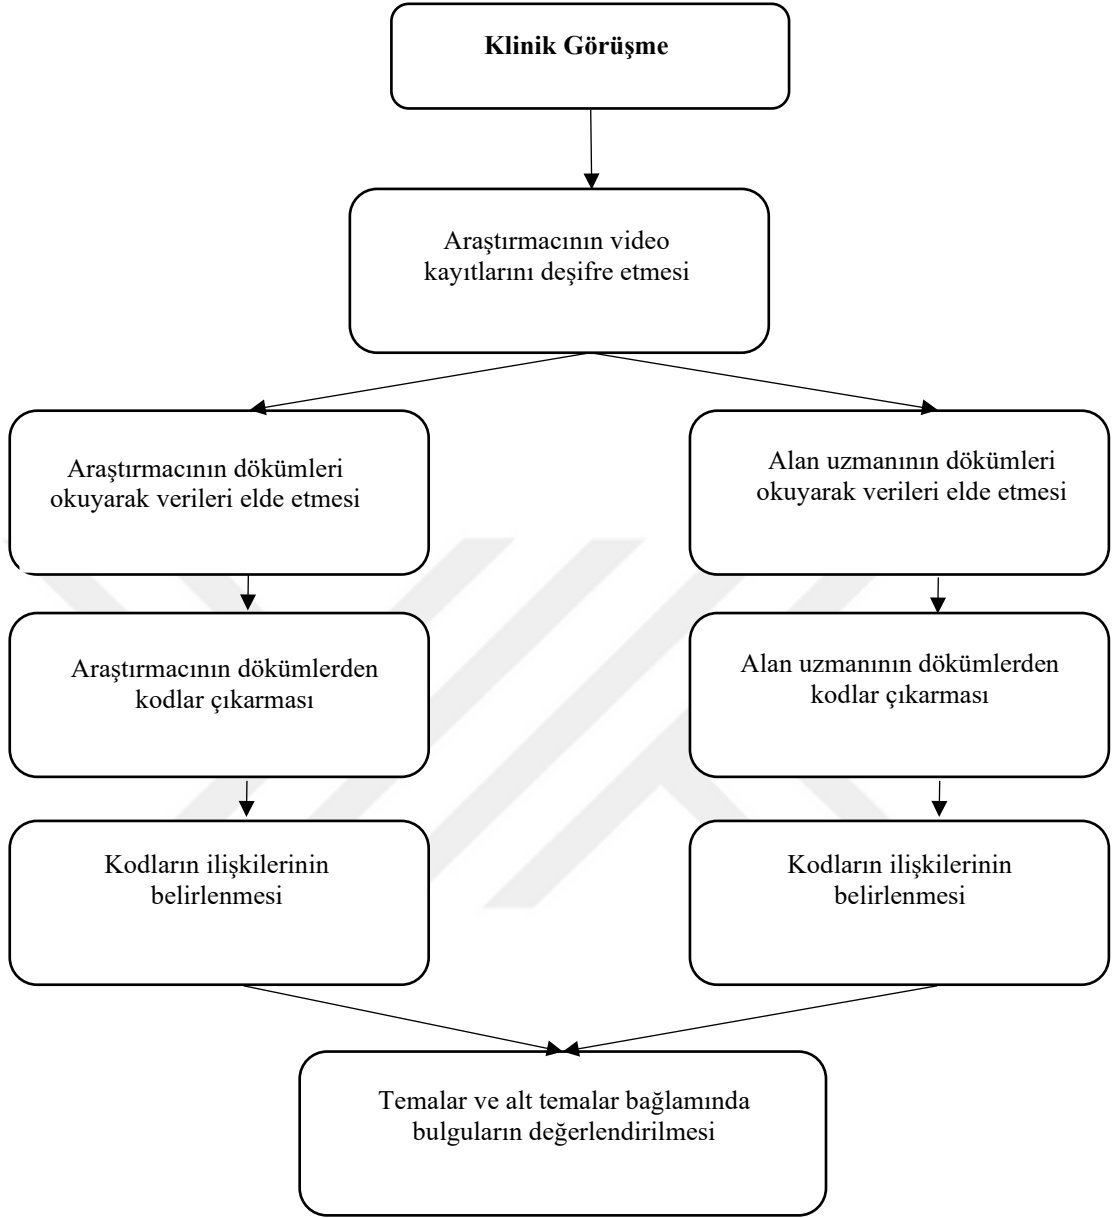 Klinik Görüşme
Araştırmacının video
kayıtlarını deşifre etmesi
Araştırmacının dökümleri
okuyarak verileri elde etmesi
Alan uzmanının dökümleri
okuyarak verileri elde etmesi
Araştırmacının dökümlerden
kodlar çıkarması
Alan uzmanının dökümlerden
kodlar çıkarması
Kodların ilişkilerinin
belirlenmesi
Kodların ilişkilerinin
belirlenmesi
Temalar ve alt temalar bağlamında
bulguların değerlendirilmesi